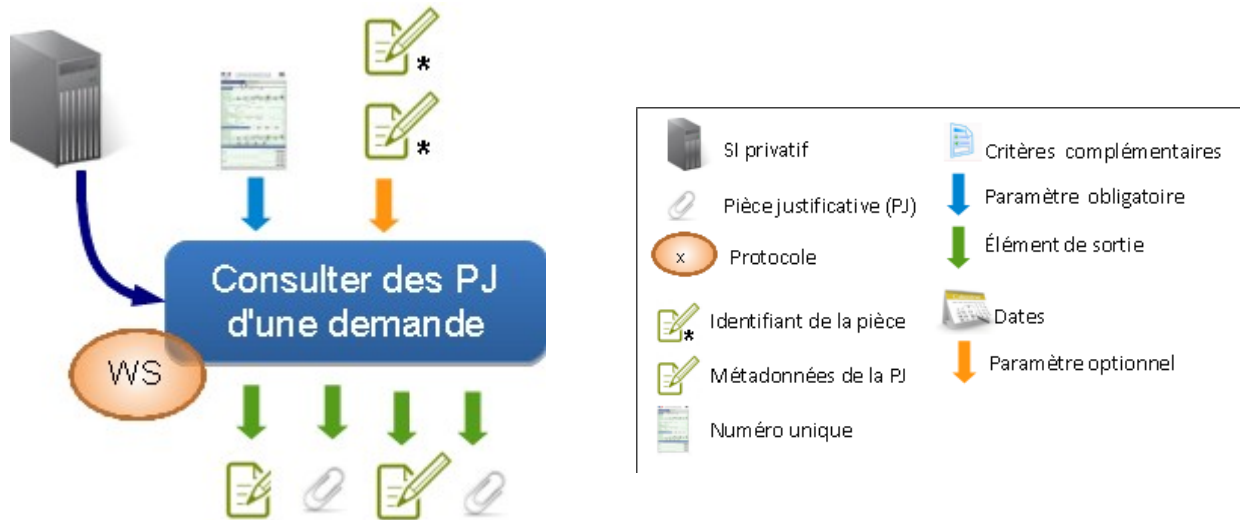 *
*
Consulter des PJ
d'une demande
WS
SI privatif
Pièce justificative (PJ)
x
Protocole
*
Identifiant de la pièce
Métadonnées de la PJ
Numéro unique
Critères complémentaires
Paramètre obligatoire
Élément de sortie
Dates
Paramètre optionnel